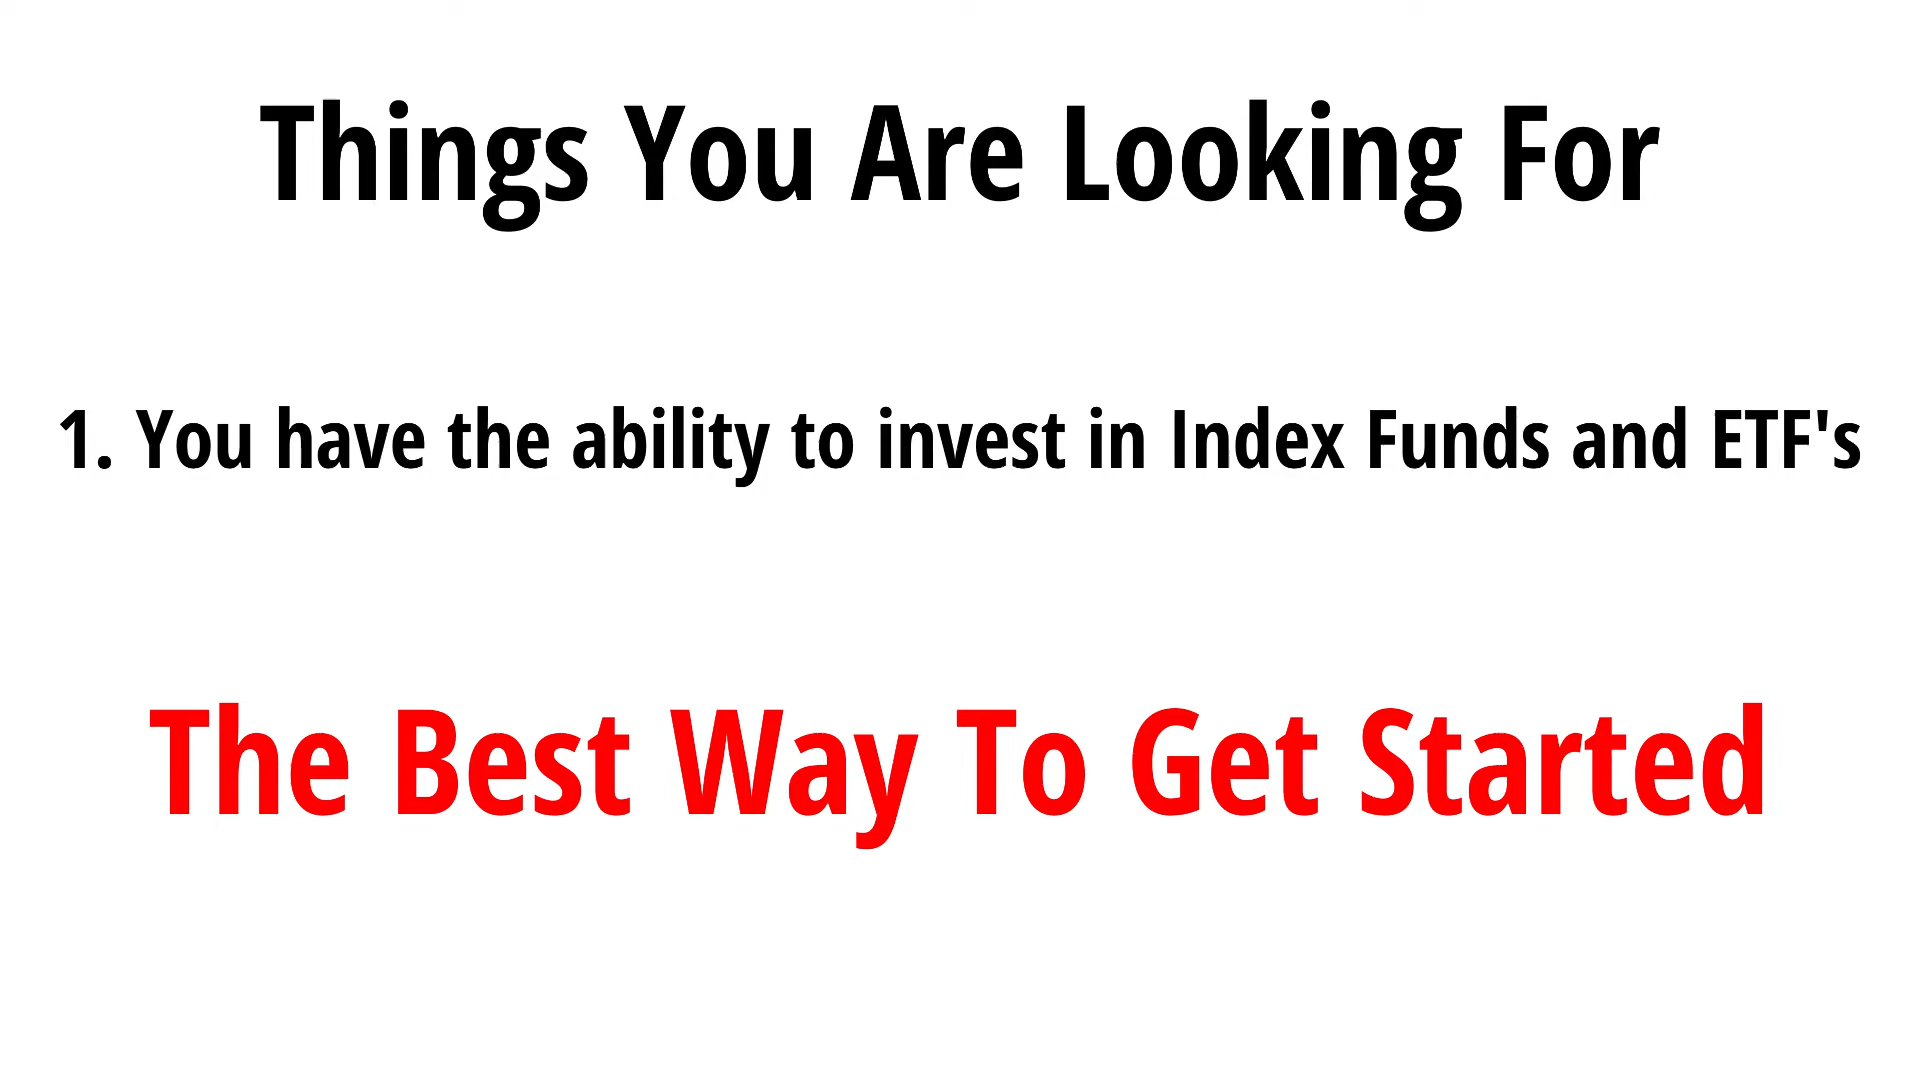 Things You Are Looking For
1. You have the ability to invest in Index Funds and ETF's
The Best Way To Get Started